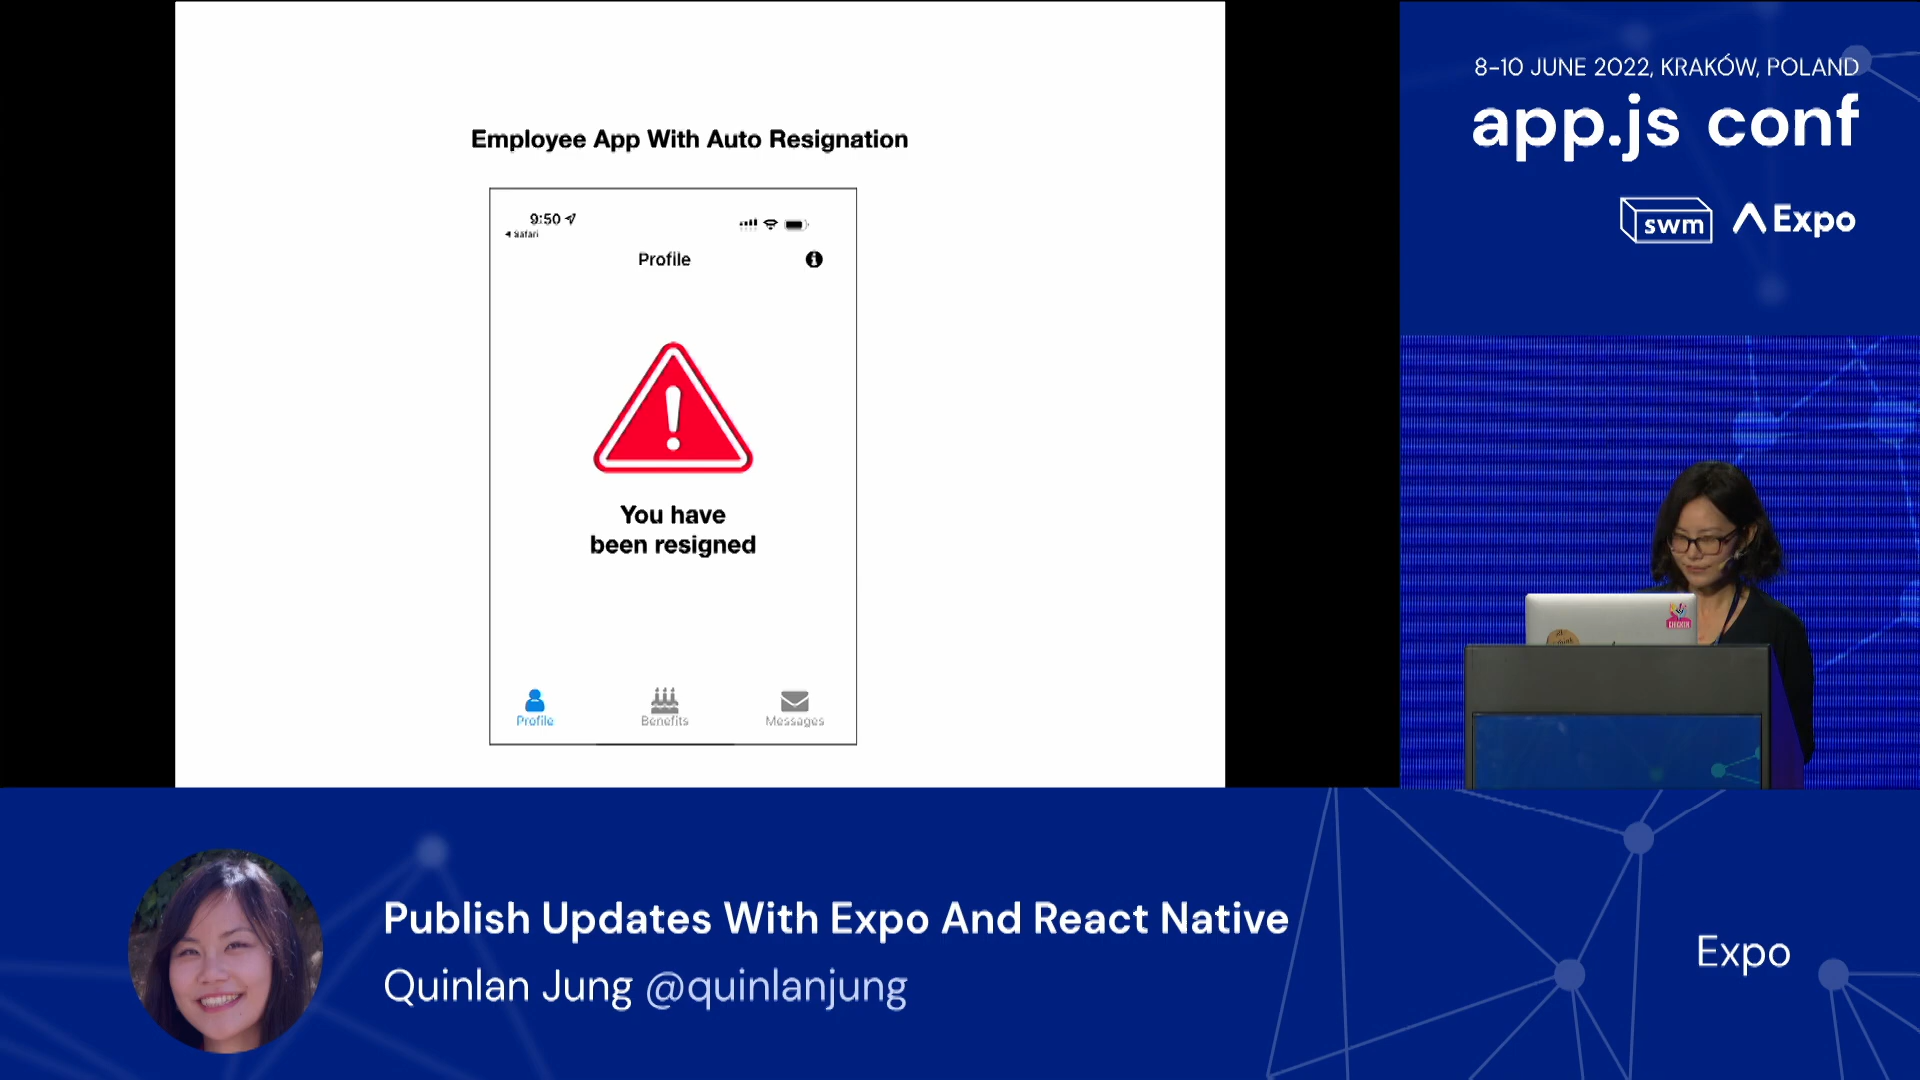 Employee App With Auto Resignation
9:50
Safari
Profile
You have
been resigned
Profile
Benefits
Messages
8-10 JUNE 2022, KRAKÓW, POLAND
app.js conf
swm
Expo
Publish Updates With Expo And React Native
Quinlan Jung @quinlanjung
Expo